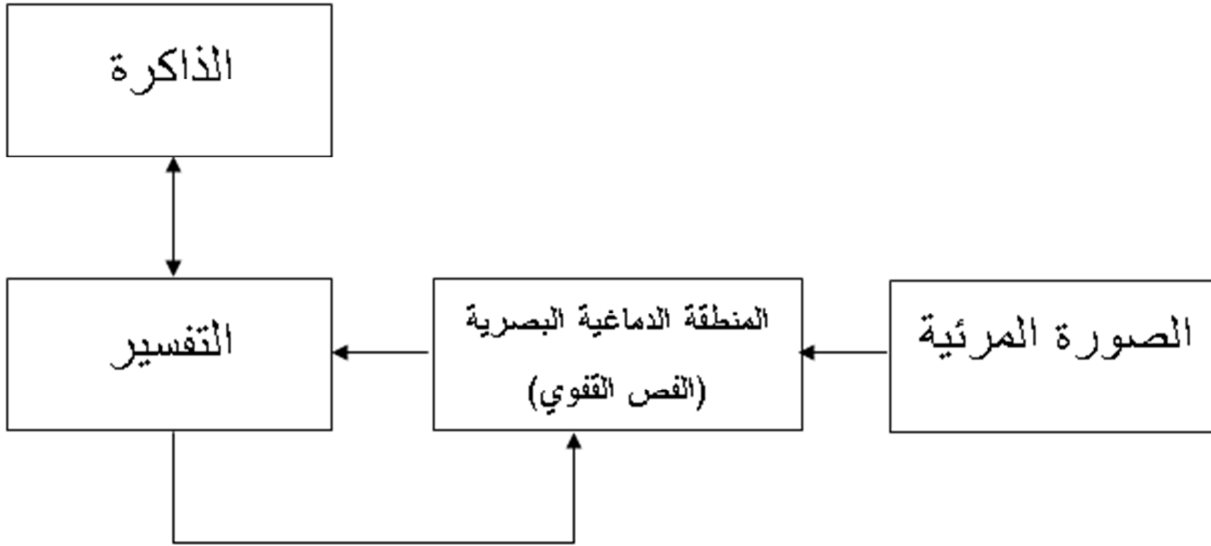 الذاكرة
الصورة المرئية
المنطقة الدماغية البصرية
(الفص القفوي)
التفسير